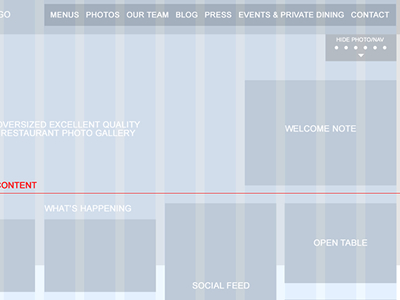 GO
MENUS PHOTOS OUR TEAM BLOG PRESS EVENTS & PRIVATE DINING CONTACT
HIDE PHOTO/NAV
OVERSIZED EXCELLENT QUALITY
RESTAURANT PHOTO GALLERY
WELCOME NOTE
CONTENT
WHAT'S HAPPENING
OPEN TABLE
SOCIAL FEED